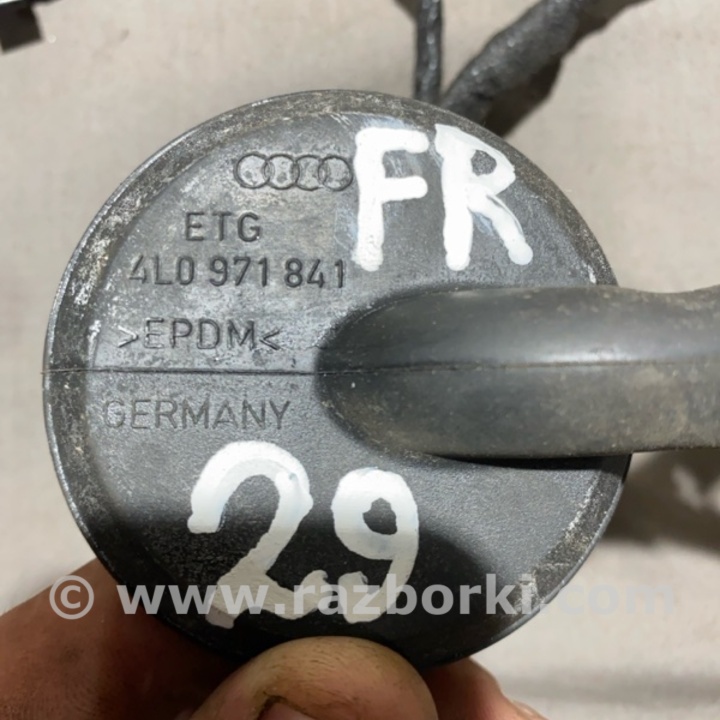 FR
ETG
4L0 971 841
>EPDM<
GERMANY
29
© www.razborki.com